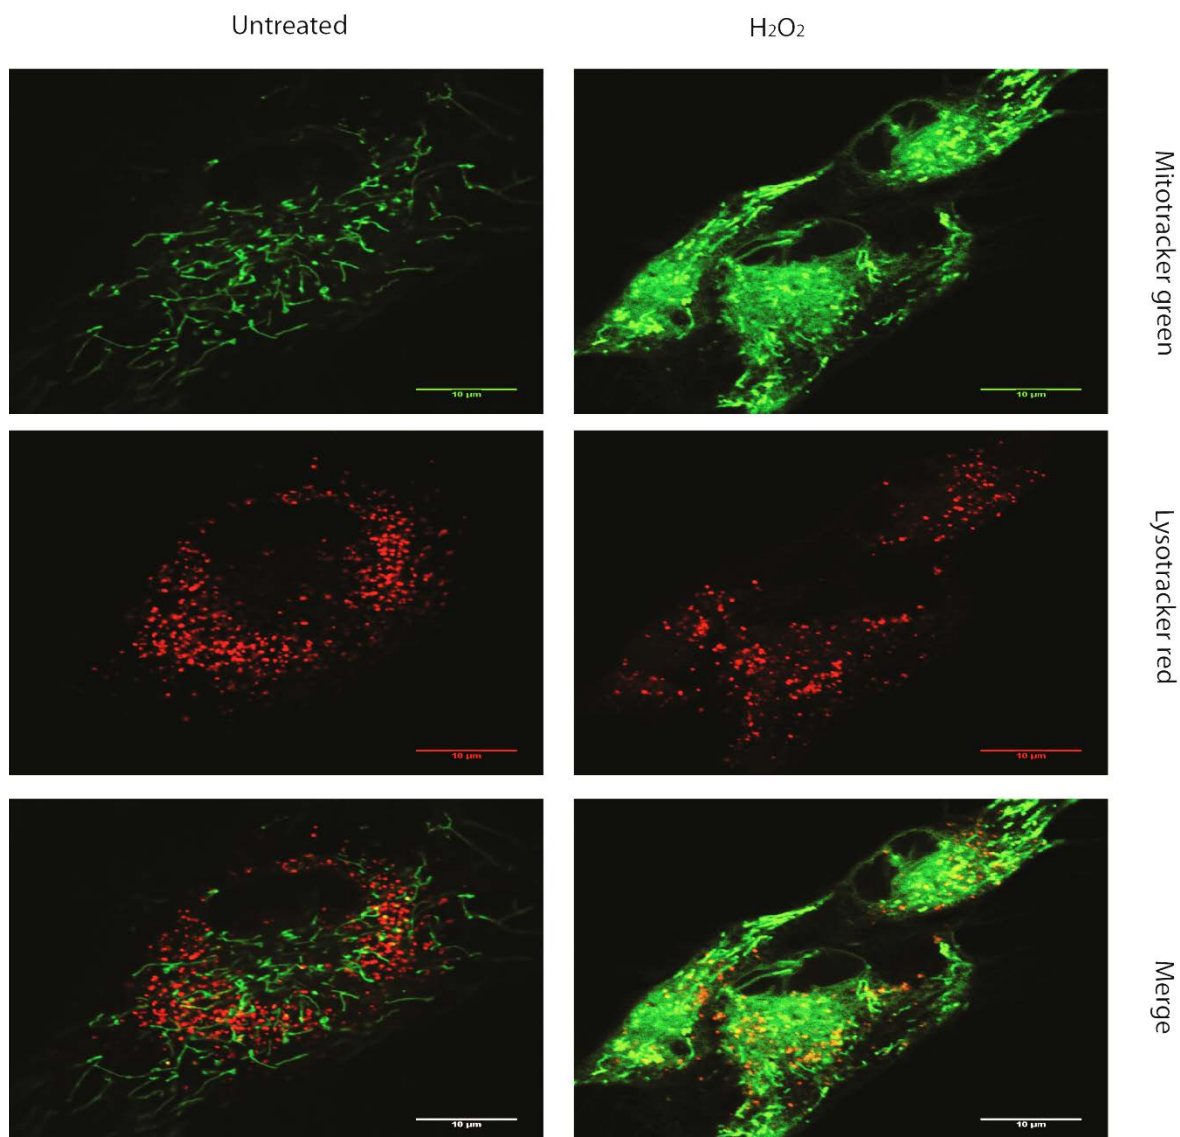 Untreated
H₂O₂
Mitotracker green
10 µm
10 µm
Lysotracker red
10 µm
10 µm
Merge
10 µm
10 µm